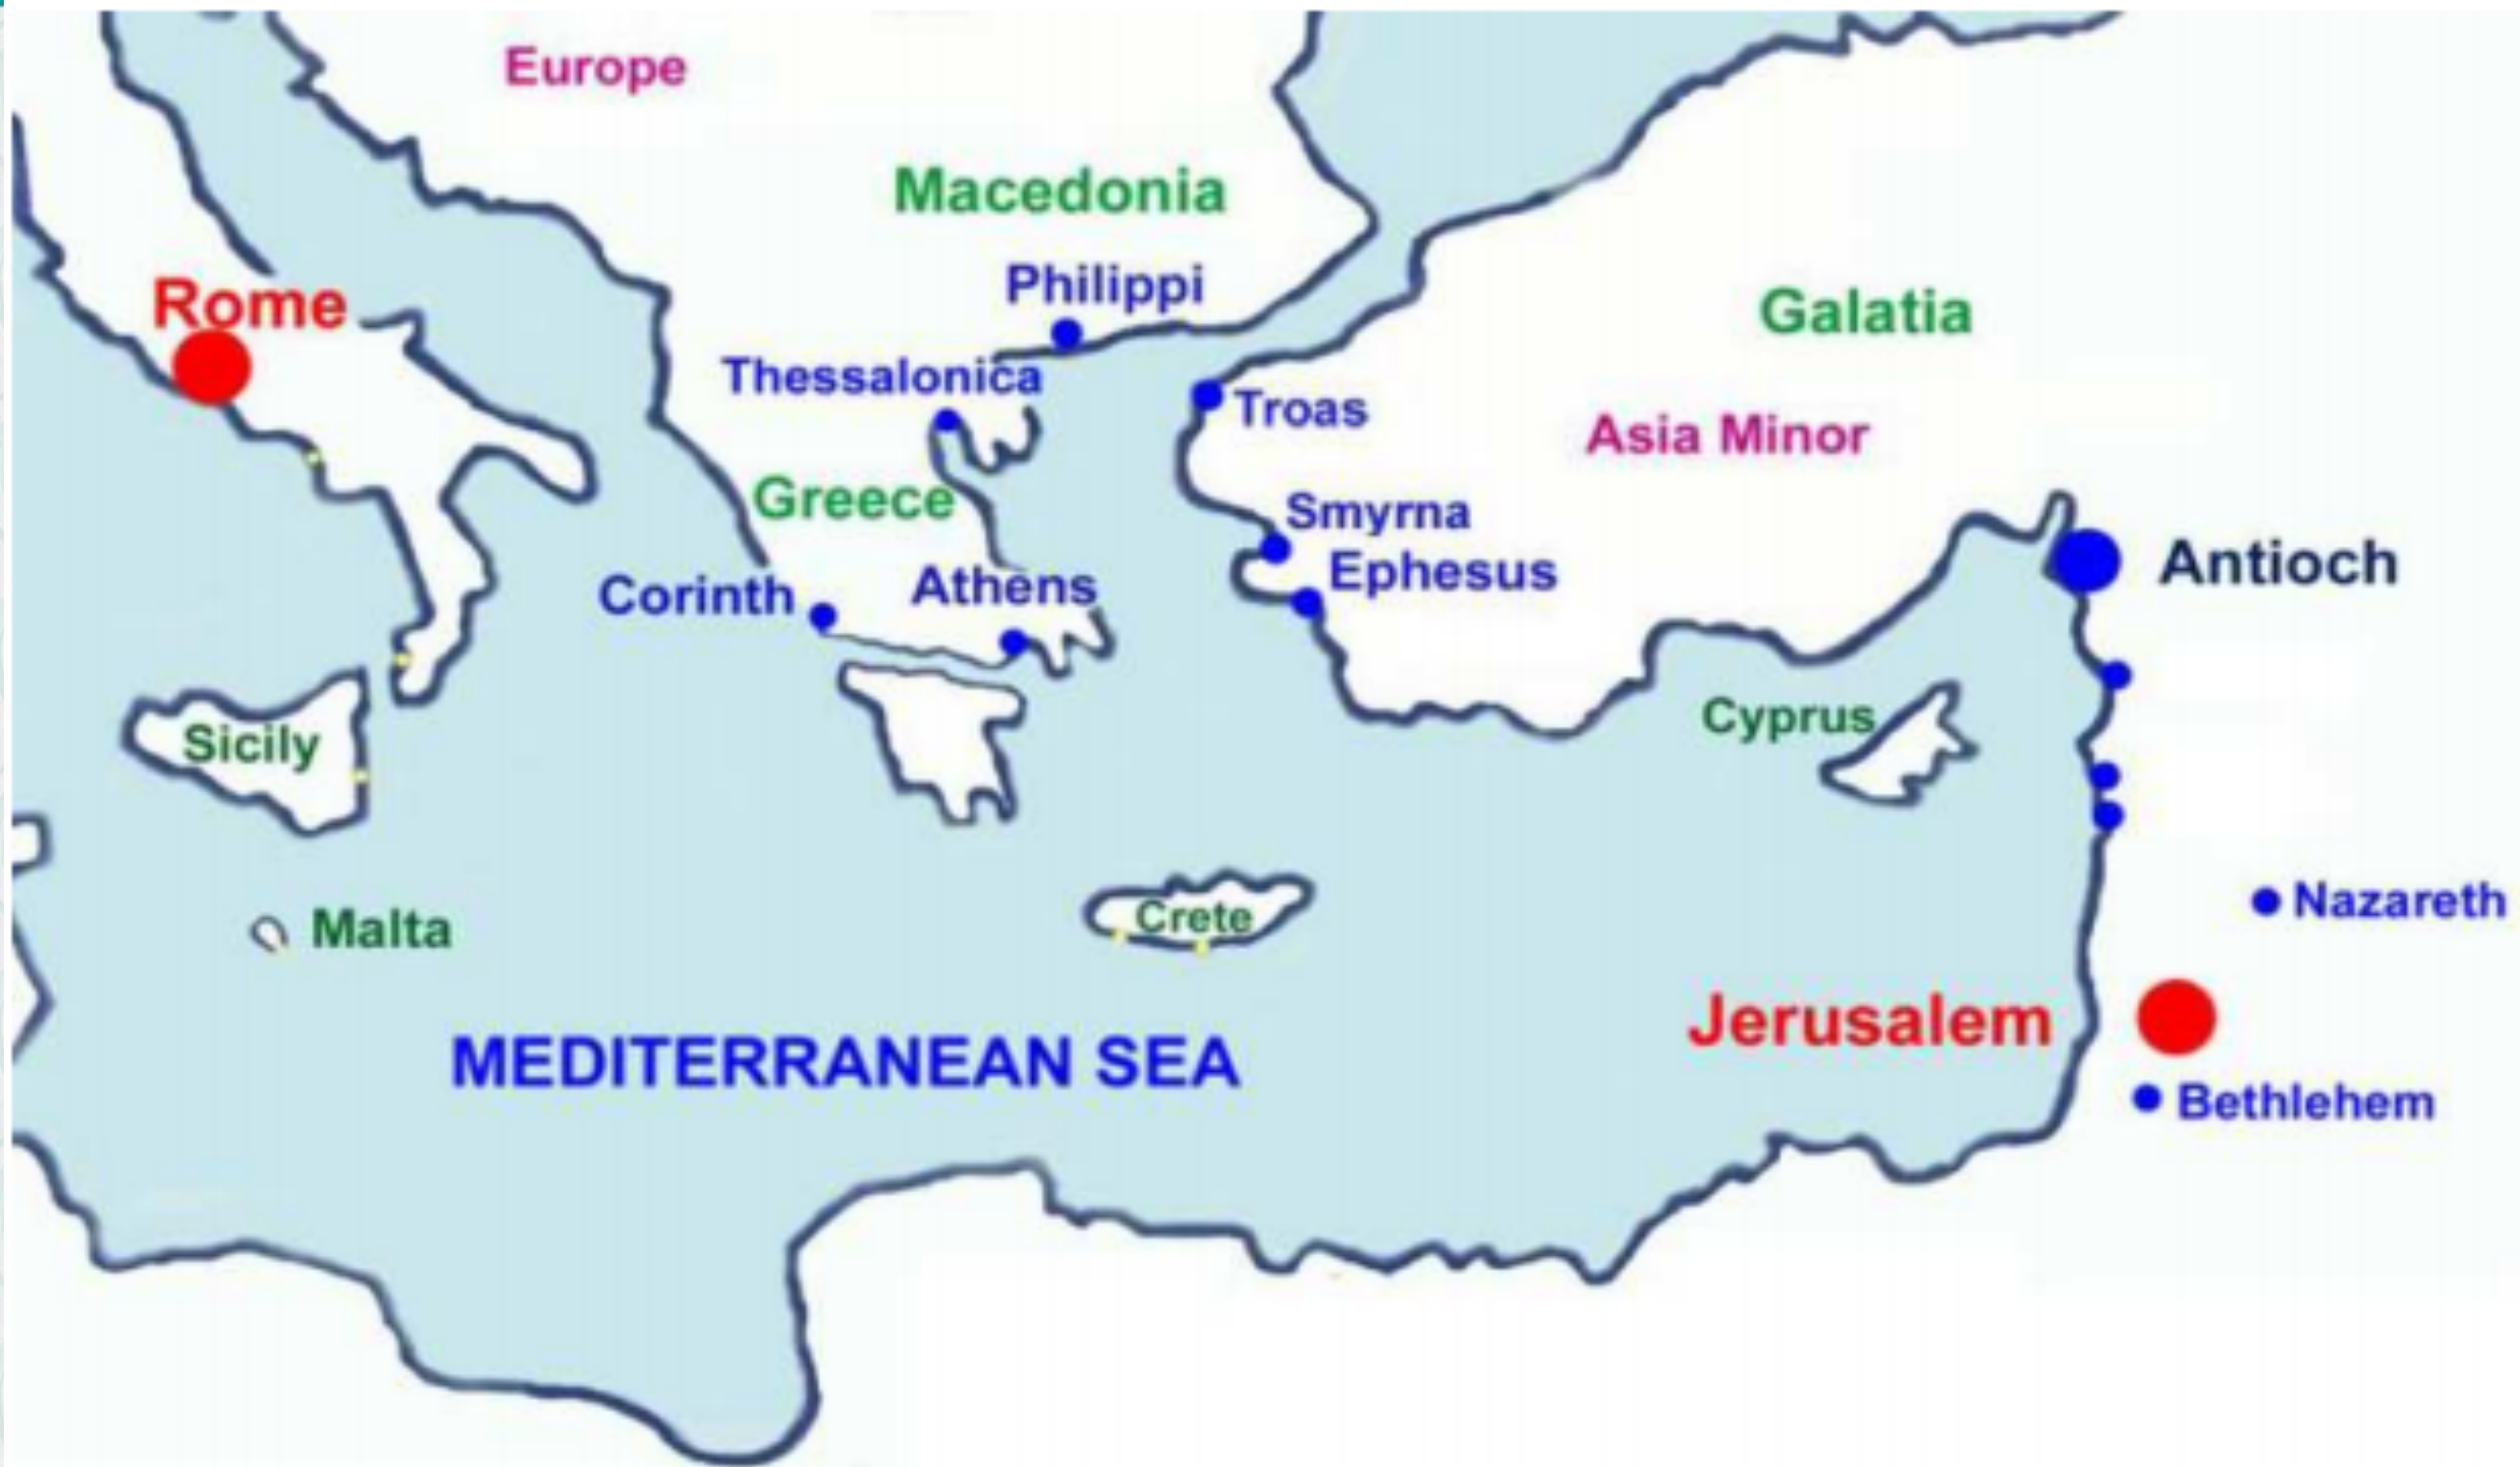 Europe
Macedonia
Philippi
Rome
Galatia
Thessalonica
Troas
Asia Minor
Greece
Smyrna
Antioch
Ephesus
Corinth
Athens
Cyprus
Sicily
Nazareth
Crete
Malta
Jerusalem
MEDITERRANEAN SEA
Bethlehem